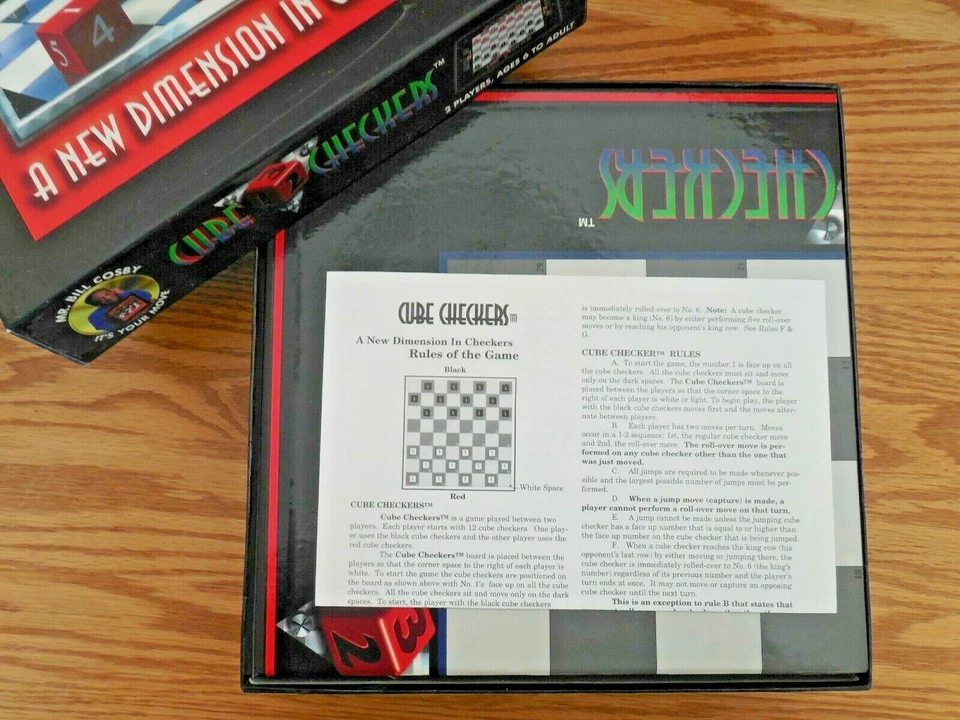 4
5
A NEW DIMENSION IN
CUBE CHECKERS™
2 PLAYERS, AGES 6 TO ADULT
MR. BILL COSBY
IT'S YOUR MOVE
CHECKERS
TM
CUBE CHECKERS™
A New Dimension In Checkers
Rules of the Game
Black
White Space
Red
CUBE CHECKERS™
Cube Checkers™ is a game played between two
players. Each player starts with 12 cube checkers. One play-
er uses the black cube checkers and the other player uses the
red cube checkers.
The Cube Checkers™ board is placed between the
players so that the corner space to the right of each player is
white. To start the game the cube checkers are positioned on
the board as shown above with No. 1's face up on all the cube
checkers. All the cube checkers sit and move only on the dark
spaces. To start, the player with the black cube checkers
is immediately rolled over to No. 6. Note: A cube checker
may become a king (No. 6) by either performing five roll-over
moves or by reaching his opponent's king row. See Rules F &
G.
CUBE CHECKER™ RULES
A. To start the game, the number 1 is face up on all
the cube checkers. All the cube checkers must sit and move
only on the dark spaces. The Cube Checkers™ board is
placed between the players so that the corner space to the
right of each player is white or light. To begin play, the player
with the black cube checkers moves first and the moves alter-
nate between players.
B. Each player has two moves per turn. Moves
occur in a 1-2 sequence: 1st, the regular cube checker move
and 2nd, the roll-over move. The roll-over move is per-
formed on any cube checker other than the one that
was just moved.
C. All jumps are required to be made whenever pos-
sible and the largest possible number of jumps must be per-
formed.
D. When a jump move (capture) is made, a
player cannot perform a roll-over move on that turn.
E. A jump cannot be made unless the jumping cube
checker has a face up number that is equal to or higher than
the face up number on the cube checker that is being jumped.
F. When a cube checker reaches the king row (his
opponent's last row) by either moving or jumping there, the
cube checker is immediately rolled-over to No. 6 (the king's
number) regardless of its previous number and the player's
turn ends at once. It may not move or capture an opposing
cube checker until the next turn.
This is an exception to rule B that states that
2
3